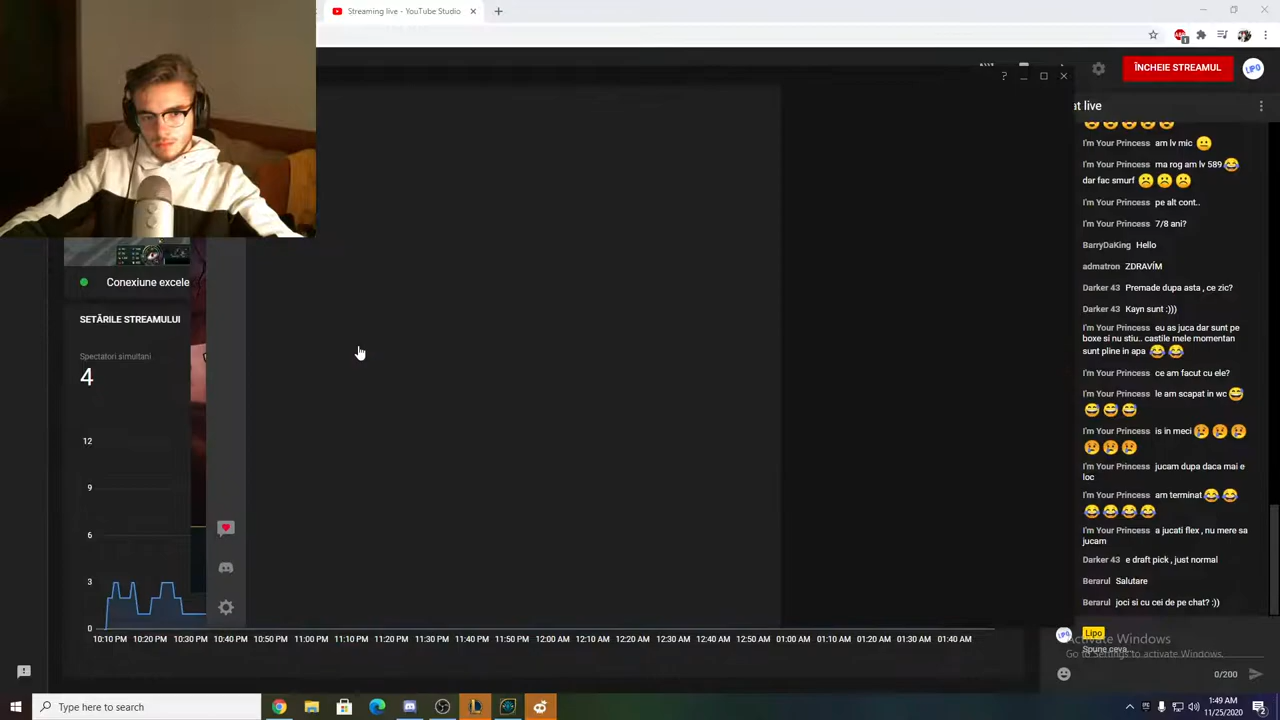 Streaming live - YouTube Studio
1
ÎNCHEIE STREAMUL
LIPO
at live
I'm Your Princess am lv mic 😐
I'm Your Princess ma rog am lv 589 😂
dar fac smurf ☹️ ☹️ ☹️
I'm Your Princess pe alt cont..
I'm Your Princess 7/8 ani?
BarryDaKing Hello
admatron ZDRAVÍM
Darker 43 Premade dupa asta , ce zic?
Darker 43 Kayn sunt :)))
I'm Your Princess eu as juca dar sunt pe
boxe si nu stiu.. castile mele momentan
sunt pline in apa 😂 😂
I'm Your Princess ce am facut cu ele?
I'm Your Princess le am scapat in wc 😅
😅 😅 😅
I'm Your Princess is in meci 😢 😢 😢
😢 😢 😢
I'm Your Princess jucam dupa daca mai e
loc
I'm Your Princess am terminat 😂 😂
😂 😂 😂 😂
I'm Your Princess a jucati flex , nu mere sa
jucam
Darker 43 e draft pick , just normal
Berarul Salutare
Berarul joci si cu cei de pe chat? :))
Lipo
Spune ceva...
0/200
Activate Windows
Go to Settings to activate Windows.
Conexiune excele
SETĂRILE STREAMULUI
Spectatori simultani
4
12
9
6
3
0
10:10 PM 10:20 PM 10:30 PM 10:40 PM 10:50 PM 11:00 PM 11:10 PM 11:20 PM 11:30 PM 11:40 PM 11:50 PM 12:00 AM 12:10 AM 12:20 AM 12:30 AM 12:40 AM 12:50 AM 01:00 AM 01:10 AM 01:20 AM 01:30 AM 01:40 AM
Type here to search
1:49 AM
11/25/2020
2